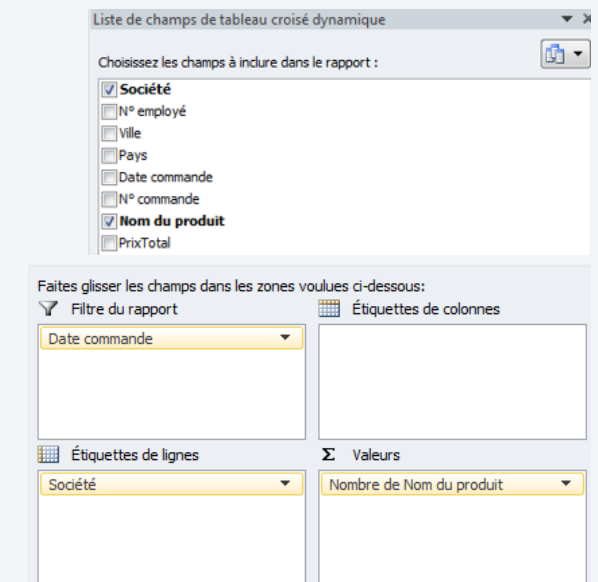 Liste de champs de tableau croisé dynamique
Choisissez les champs à inclure dans le rapport :
Société
N° employé
Ville
Pays
Date commande
N° commande
Nom du produit
PrixTotal
Faites glisser les champs dans les zones voulues ci-dessous:
Filtre du rapport
Étiquettes de colonnes
Date commande
Étiquettes de lignes
Σ Valeurs
Société
Nombre de Nom du produit